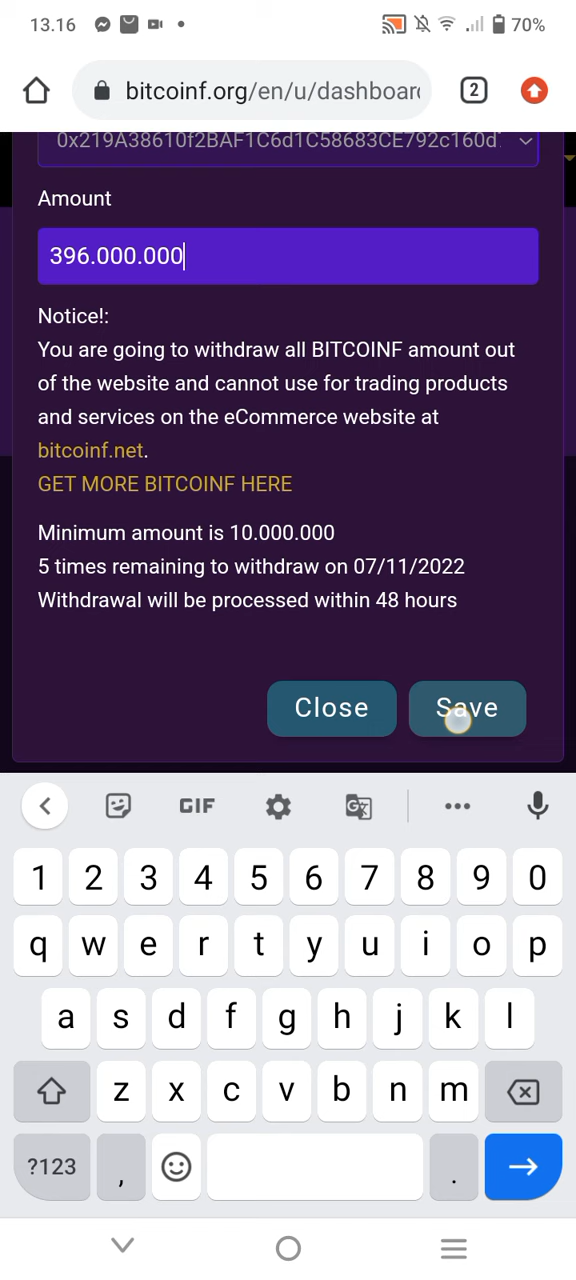 13.16
70%
bitcoinf.org/en/u/dashboar
2
0x219A38610f2BAF1C6d1C58683CE792c160d
Amount
396.000.000
Notice!:
You are going to withdraw all BITCOINF amount out
of the website and cannot use for trading products
and services on the eCommerce website at
bitcoinf.net.
GET MORE BITCOINF HERE
Minimum amount is 10.000.000
5 times remaining to withdraw on 07/11/2022
Withdrawal will be processed within 48 hours
Close Save
GIF
1 2 3 4 5 6 7 8 9 0
q w e r t y u i o p
a s d f g h j k l
z x c v b n m
?123 , .